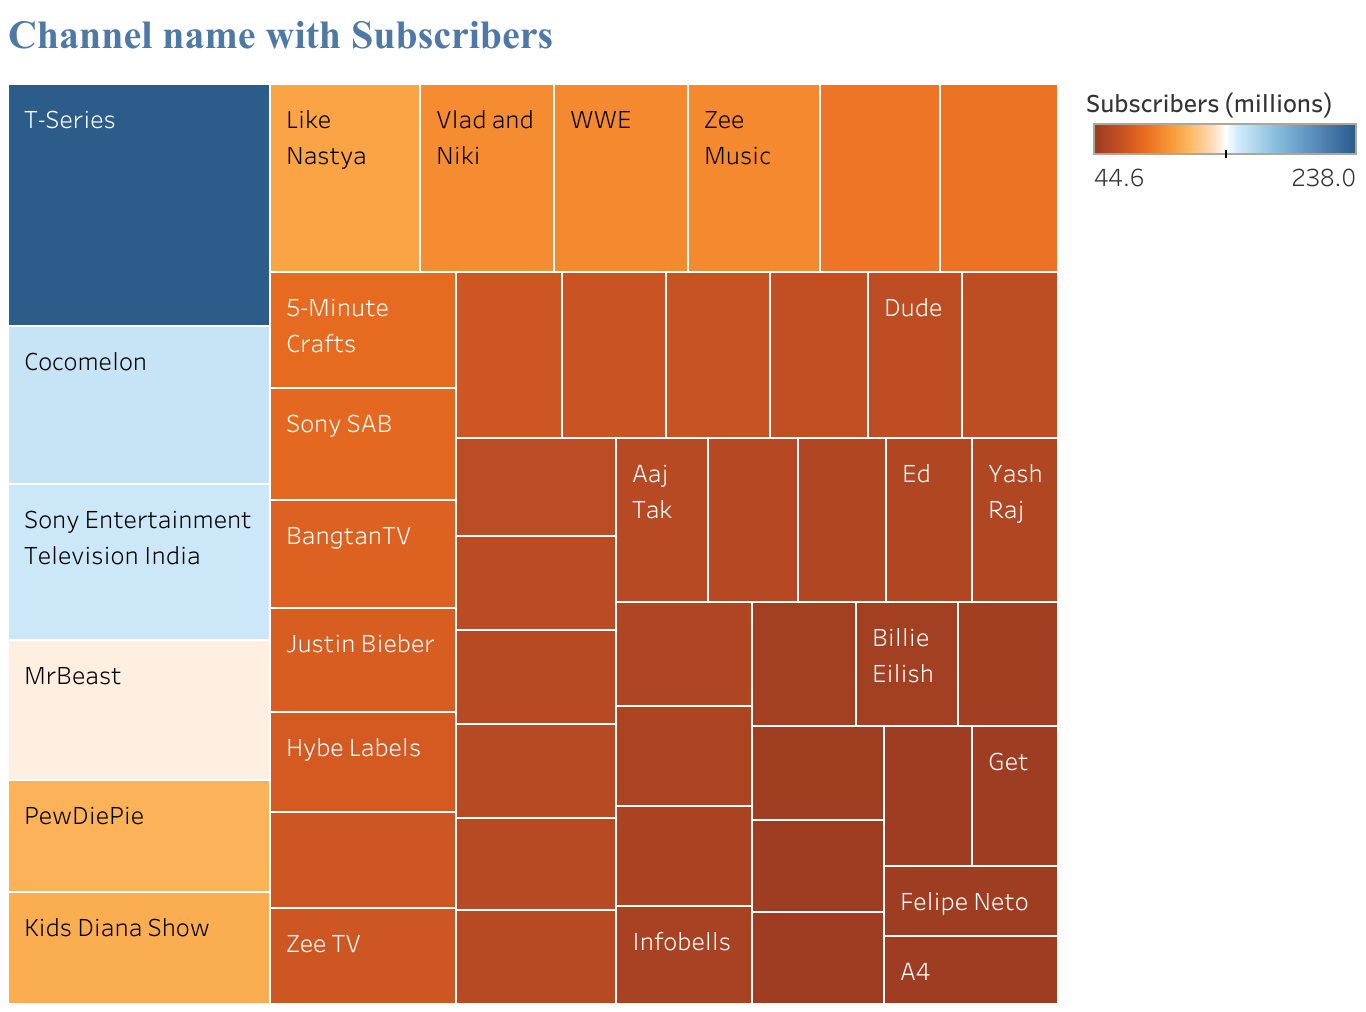 Channel name with Subscribers
T-Series
Cocomelon
Sony Entertainment
Television India
MrBeast
PewDiePie
Kids Diana Show
Like
Nastya
Vlad and
Niki
WWE
Zee
Music
5-Minute
Crafts
Sony SAB
BangtanTV
Justin Bieber
Hybe Labels
Zee TV
Dude
Aaj
Tak
Ed
Yash
Raj
Billie
Eilish
Get
Infobells
Felipe Neto
A4
Subscribers (millions)
44.6 238.0